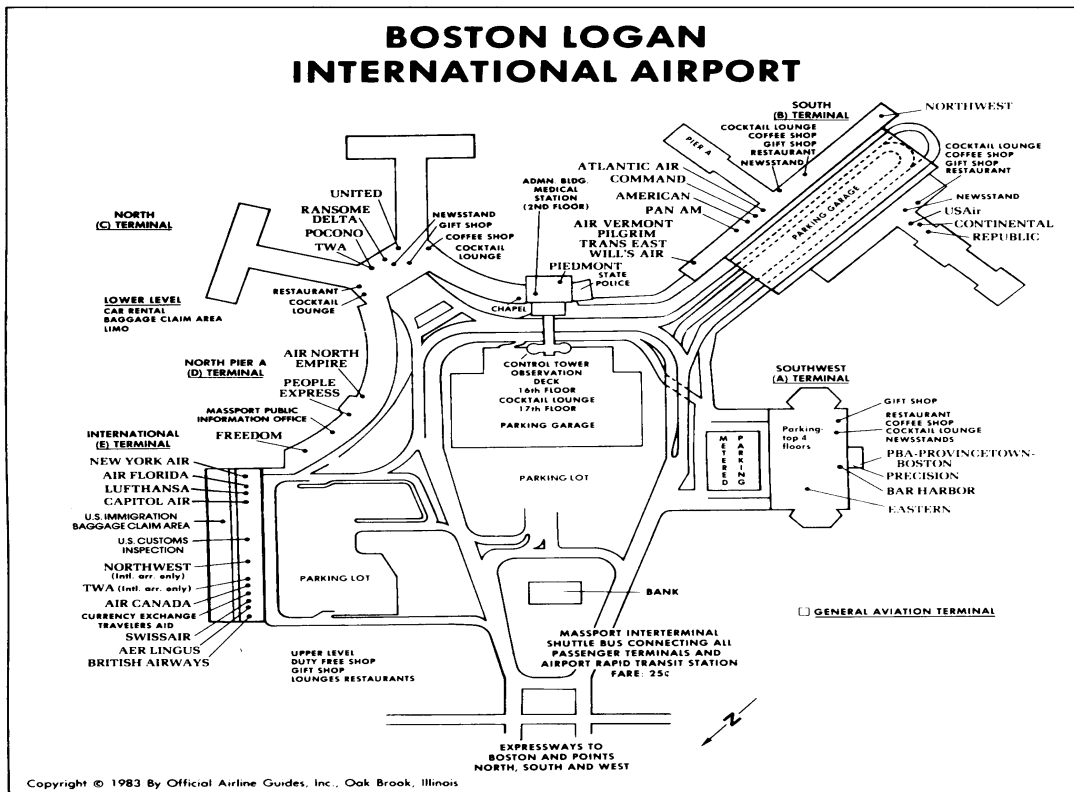 BOSTON LOGAN
INTERNATIONAL AIRPORT
SOUTH
(B) TERMINAL
NORTHWEST
COCKTAIL LOUNGE
COFFEE SHOP
GIFT SHOP
RESTAURANT
NEWSSTAND
PIER A
COCKTAIL LOUNGE
COFFEE SHOP
GIFT SHOP
RESTAURANT
NEWSSTAND
USAir
CONTINENTAL
REPUBLIC
PARKING GARAGE
ATLANTIC AIR
COMMAND
AMERICAN
PAN AM
AIR VERMONT
PILGRIM
TRANS EAST
WILL'S AIR
ADMN. BLDG.
MEDICAL
STATION
(2ND FLOOR)
PIEDMONT
STATE
POLICE
CHAPEL
UNITED
RANSOME
DELTA
POCONO
TWA
NEWSSTAND
GIFT SHOP
COFFEE SHOP
COCKTAIL
LOUNGE
NORTH
(C) TERMINAL
RESTAURANT
COCKTAIL
LOUNGE
LOWER LEVEL
CAR RENTAL
BAGGAGE CLAIM AREA
LIMO
CONTROL TOWER
OBSERVATION
DECK
16th FLOOR
COCKTAIL LOUNGE
17th FLOOR
PARKING GARAGE
PARKING LOT
NORTH PIER A
(D) TERMINAL
AIR NORTH
EMPIRE
PEOPLE
EXPRESS
MASSPORT PUBLIC
INFORMATION OFFICE
FREEDOM
SOUTHWEST
(A) TERMINAL
GIFT SHOP
RESTAURANT
COFFEE SHOP
COCKTAIL LOUNGE
NEWSSTANDS
PBA-PROVINCETOWN-
BOSTON
PRECISION
BAR HARBOR
EASTERN
Parking-
top 4
floors
METERED
PARKING
INTERNATIONAL
(E) TERMINAL
NEW YORK AIR
AIR FLORIDA
LUFTHANSA
CAPITOL AIR
U.S. IMMIGRATION
BAGGAGE CLAIM AREA
U.S. CUSTOMS
INSPECTION
NORTHWEST
(Intl. arr. only)
TWA (Intl. arr. only)
AIR CANADA
CURRENCY EXCHANGE
TRAVELERS AID
SWISSAIR
AER LINGUS
BRITISH AIRWAYS
PARKING LOT
UPPER LEVEL
DUTY FREE SHOP
GIFT SHOP
LOUNGES RESTAURANTS
BANK
GENERAL AVIATION TERMINAL
MASSPORT INTERTERMINAL
SHUTTLE BUS CONNECTING ALL
PASSENGER TERMINALS AND
AIRPORT RAPID TRANSIT STATION
FARE: 25¢
N
EXPRESSWAYS TO
BOSTON AND POINTS
NORTH, SOUTH AND WEST
Copyright © 1983 By Official Airline Guides, Inc., Oak Brook, Illinois